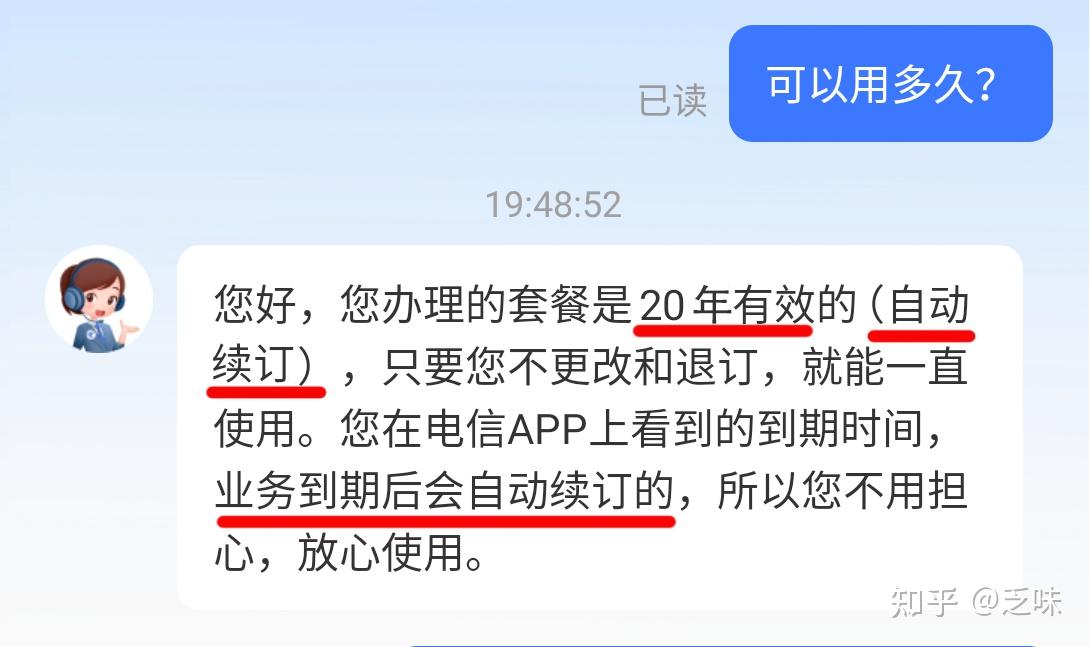 可以用多久？
已读
19:48:52
您好，您办理的套餐是20年有效的（自动
续订），只要您不更改和退订，就能一直
使用。您在电信APP上看到的到期时间，
业务到期后会自动续订的，所以您不用担
心，放心使用。
知乎 @乏味